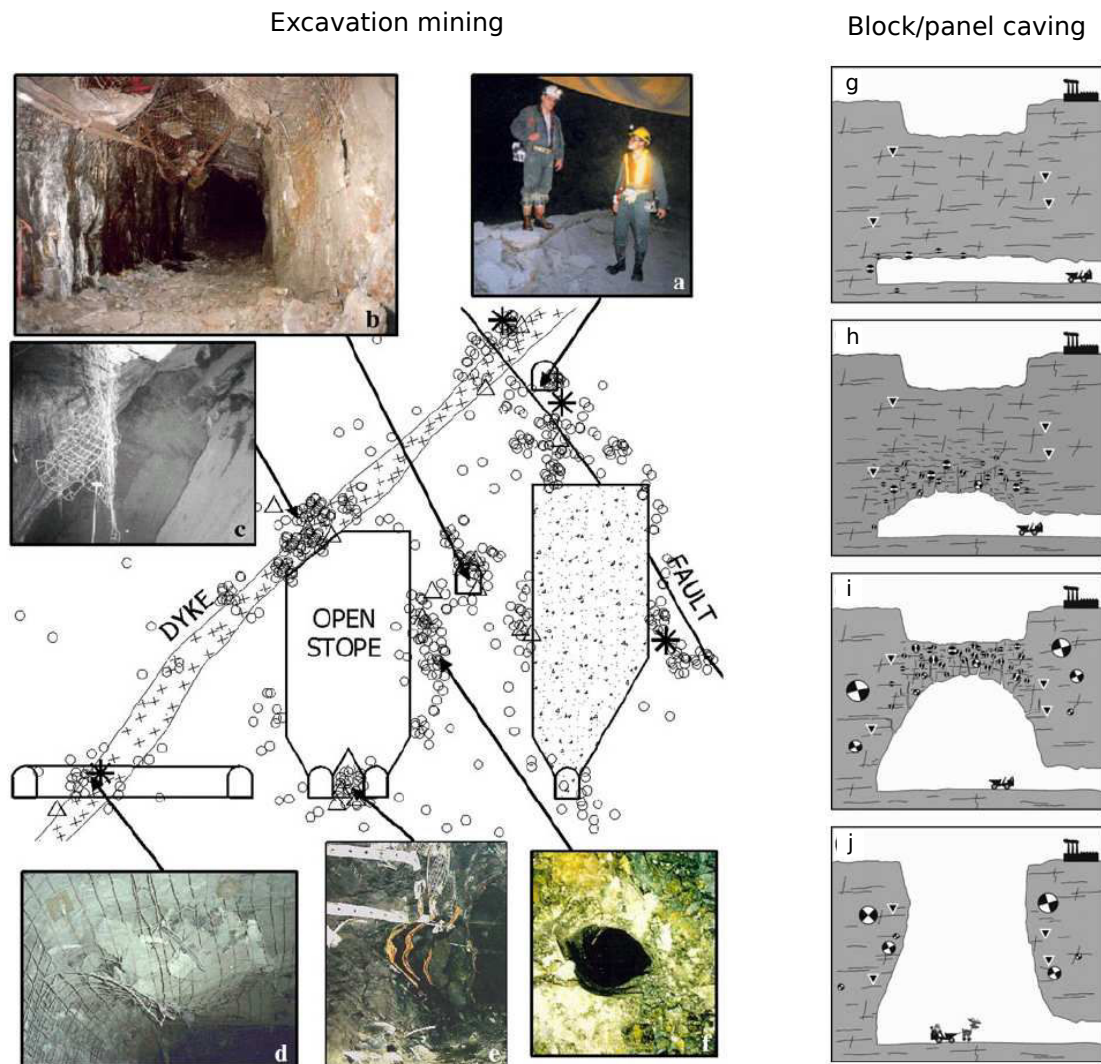 Excavation mining
Block/panel caving
b
a
c
DYKE
OPEN
STOPE
FAULT
d
e
f
g
h
i
j